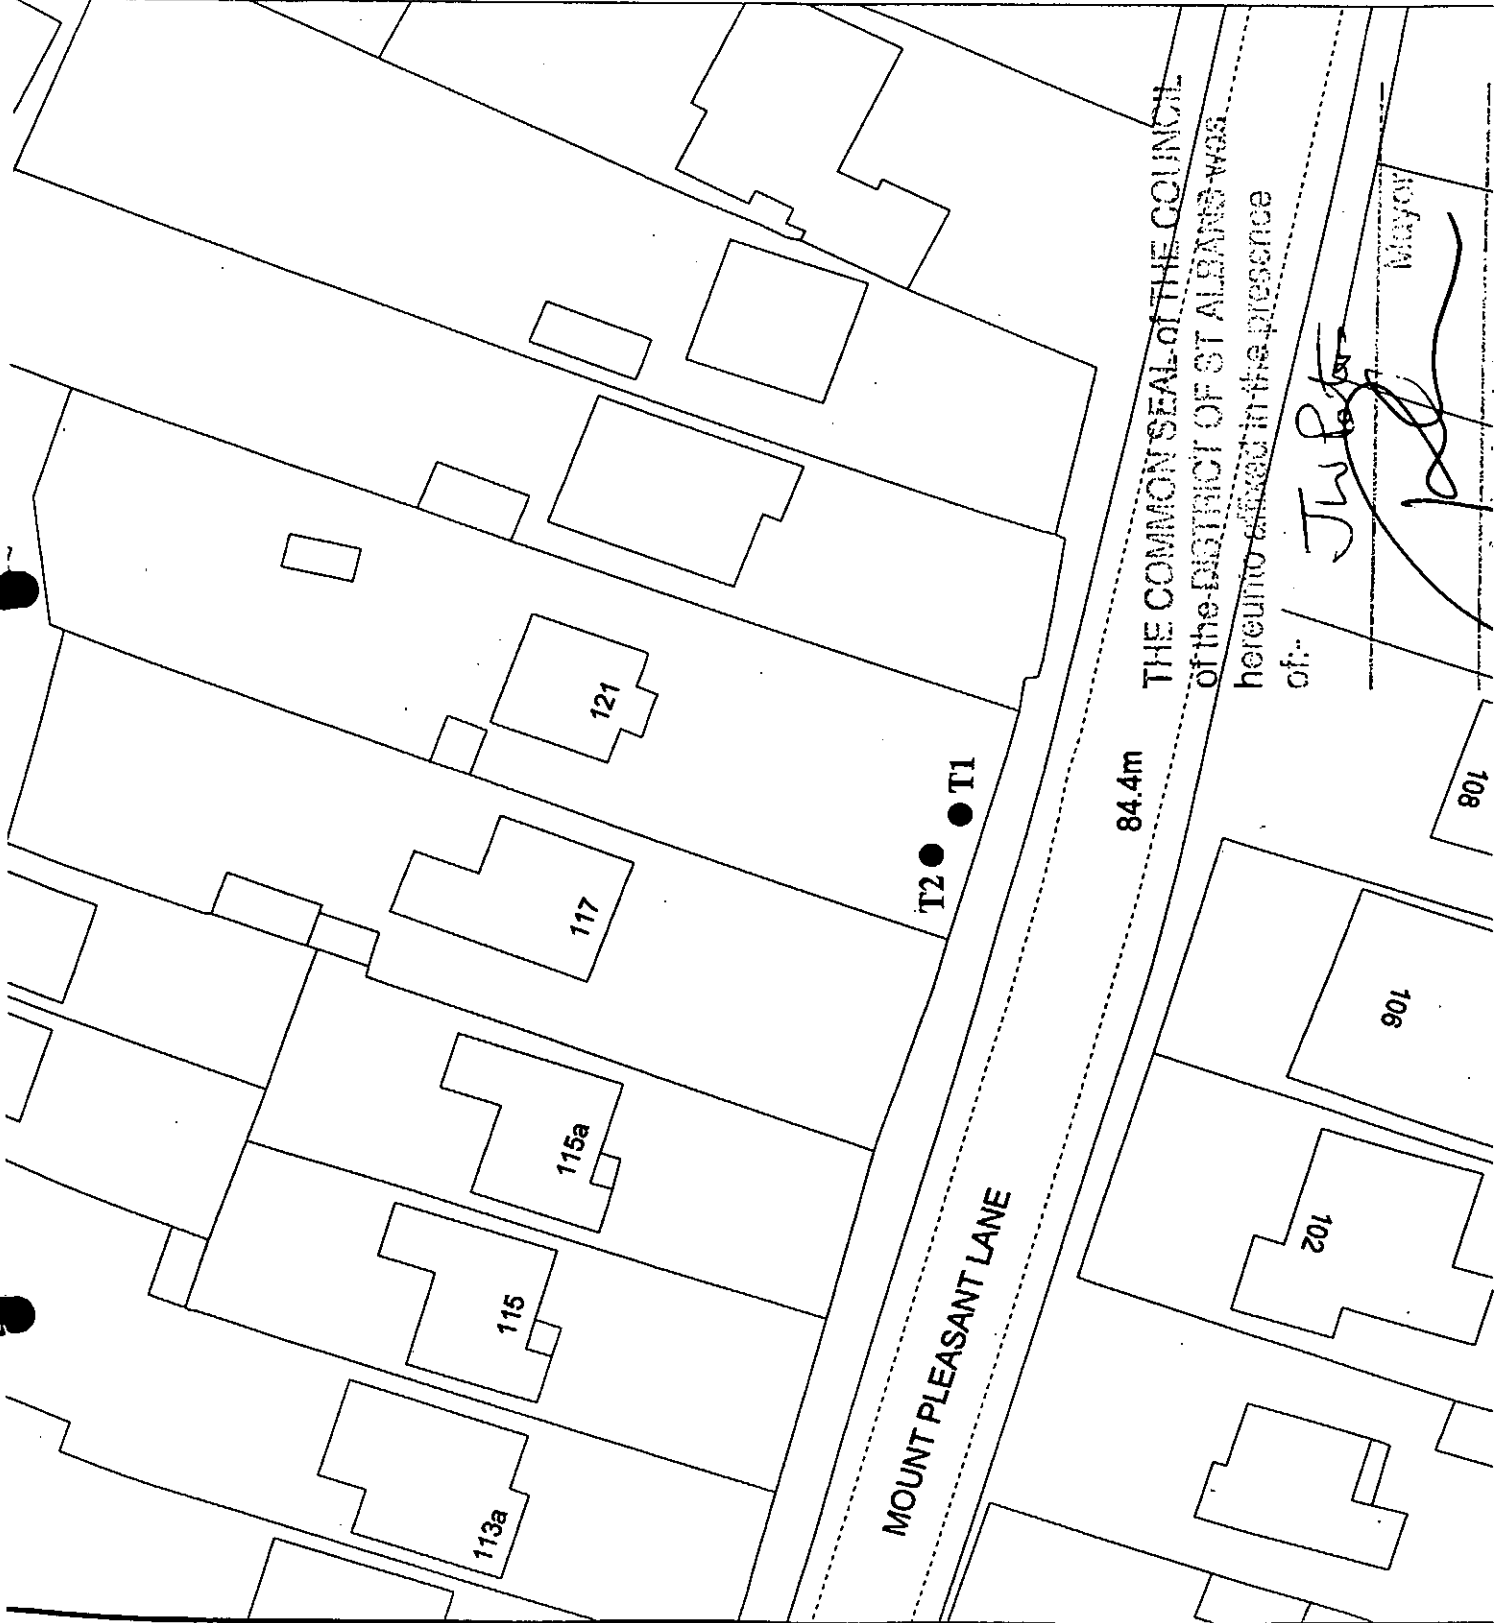 THE COMMON SEAL of THE COUNCIL
of the DISTRICT OF ST ALBANS was
hereunto affixed in the presence
of:-
Mayor
121
117
115a
115
113a
T1
T2
84.4m
MOUNT PLEASANT LANE
108
106
102